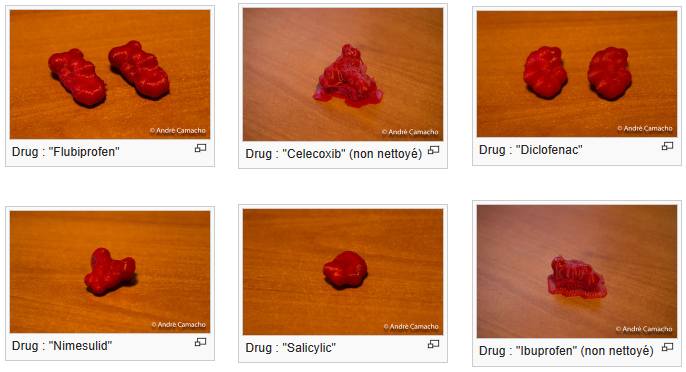 © André Camacho
© André Camacho
© André Camacho
Drug : "Flubiprofen"
Drug : "Celecoxib" (non nettoyé)
Drug : "Diclofenac"
© André Camacho
© André Camacho
© André Camacho
Drug : "Nimesulid"
Drug : "Salicylic"
Drug : "Ibuprofen" (non nettoyé)